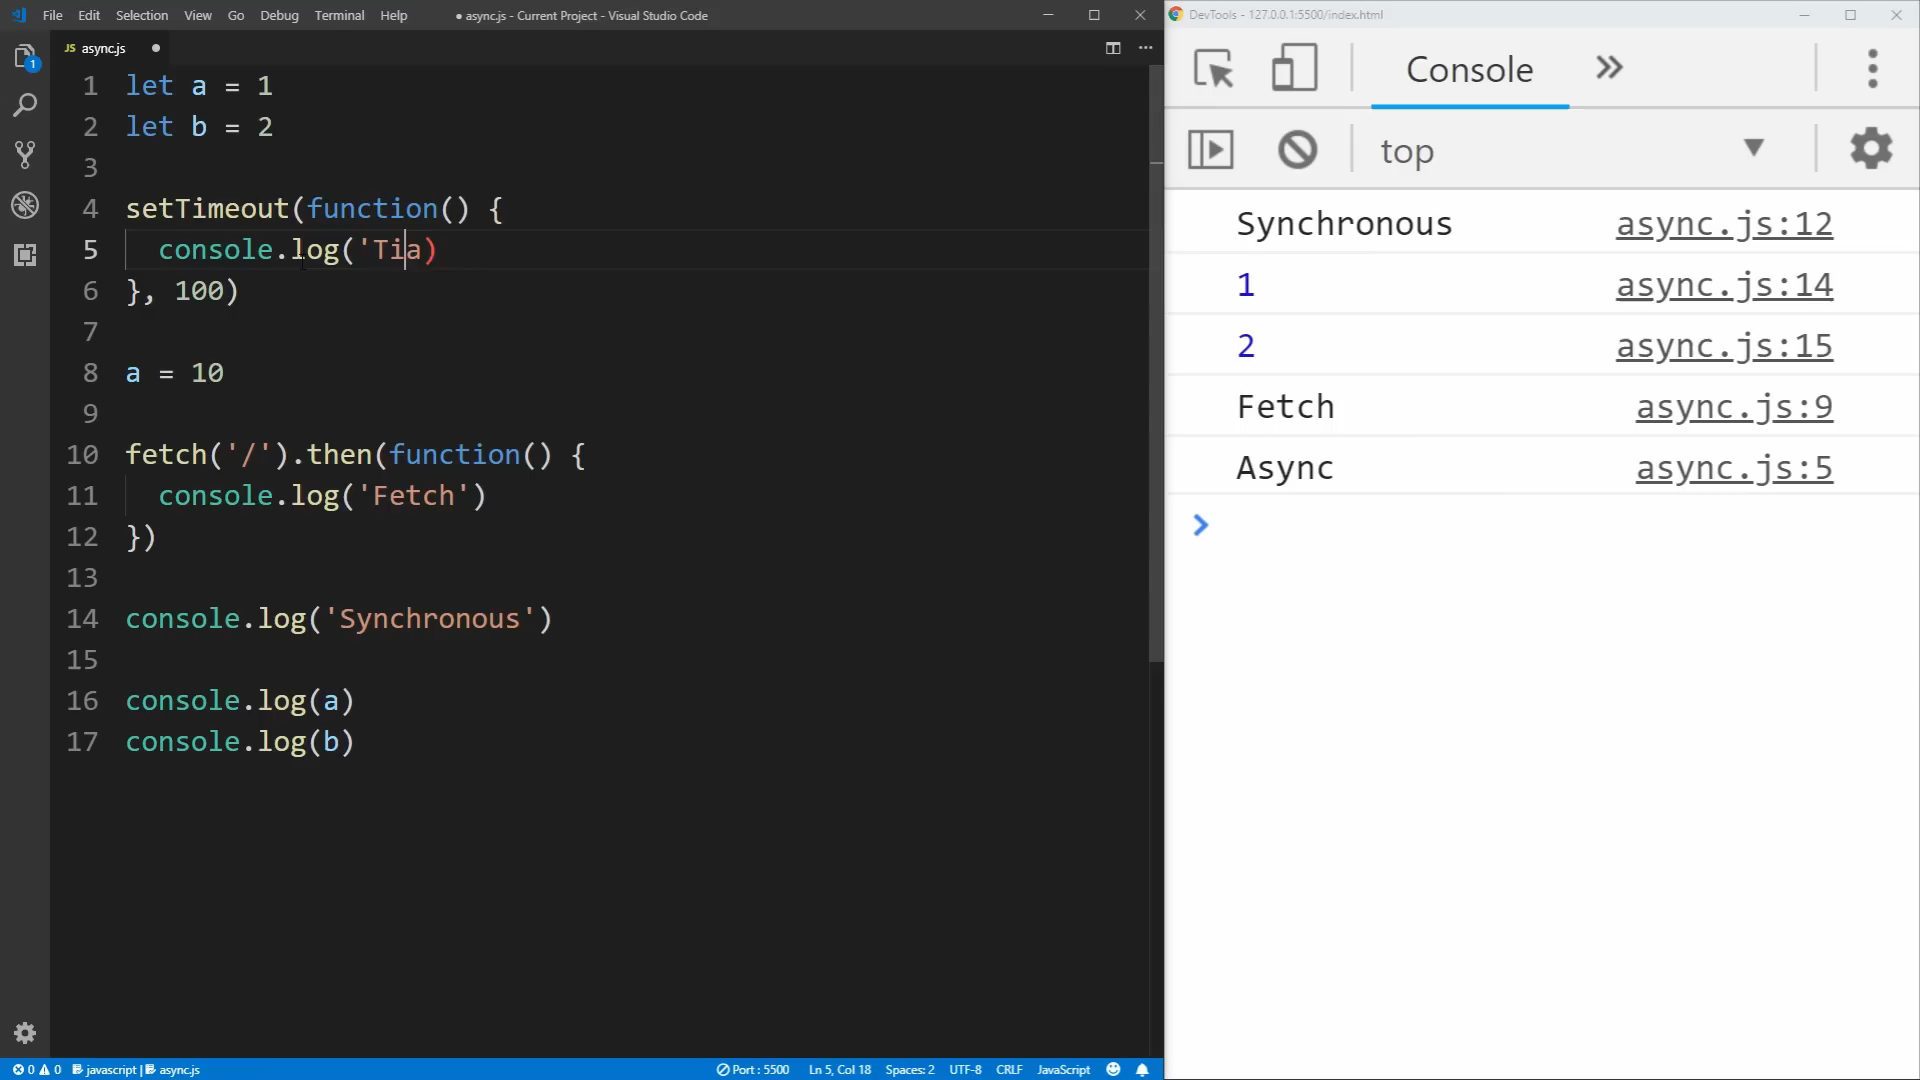 File Edit Selection View Go Debug Terminal Help ● async.js - Current Project - Visual Studio Code
JS async.js
1 let a = 1
2 let b = 2
3
4 setTimeout(function() {
5 console.log('Tia)
6 }, 100)
7
8 a = 10
9
10 fetch('/').then(function() {
11 console.log('Fetch')
12 })
13
14 console.log('Synchronous')
15
16 console.log(a)
17 console.log(b)
1
0 0 javascript | async.js Port : 5500 Ln 5, Col 18 Spaces: 2 UTF-8 CRLF JavaScript
DevTools - 127.0.0.1:5500/index.html
Console
top
Synchronous async.js:12
1 async.js:14
2 async.js:15
Fetch async.js:9
Async async.js:5